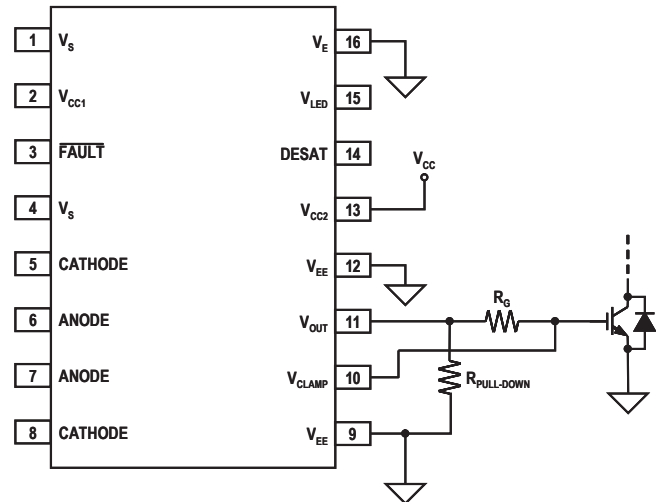 1 V_S V_E 16
2 V_CC1 V_LED 15
3 FAULT DESAT 14
V_CC
4 V_S V_CC2 13
5 CATHODE V_EE 12
6 ANODE V_OUT 11
R_G
7 ANODE V_CLAMP 10
R_PULL-DOWN
8 CATHODE V_EE 9